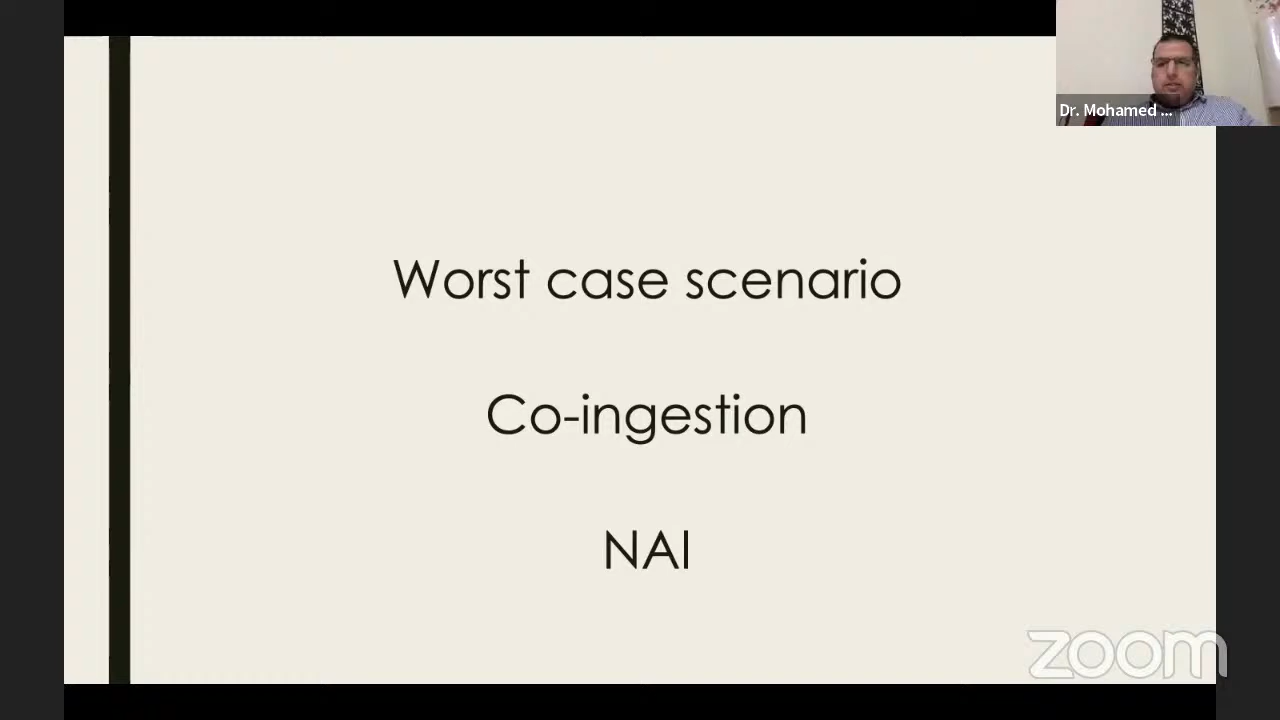 Dr. Mohamed ...
Worst case scenario
Co-ingestion
NAI
zoom